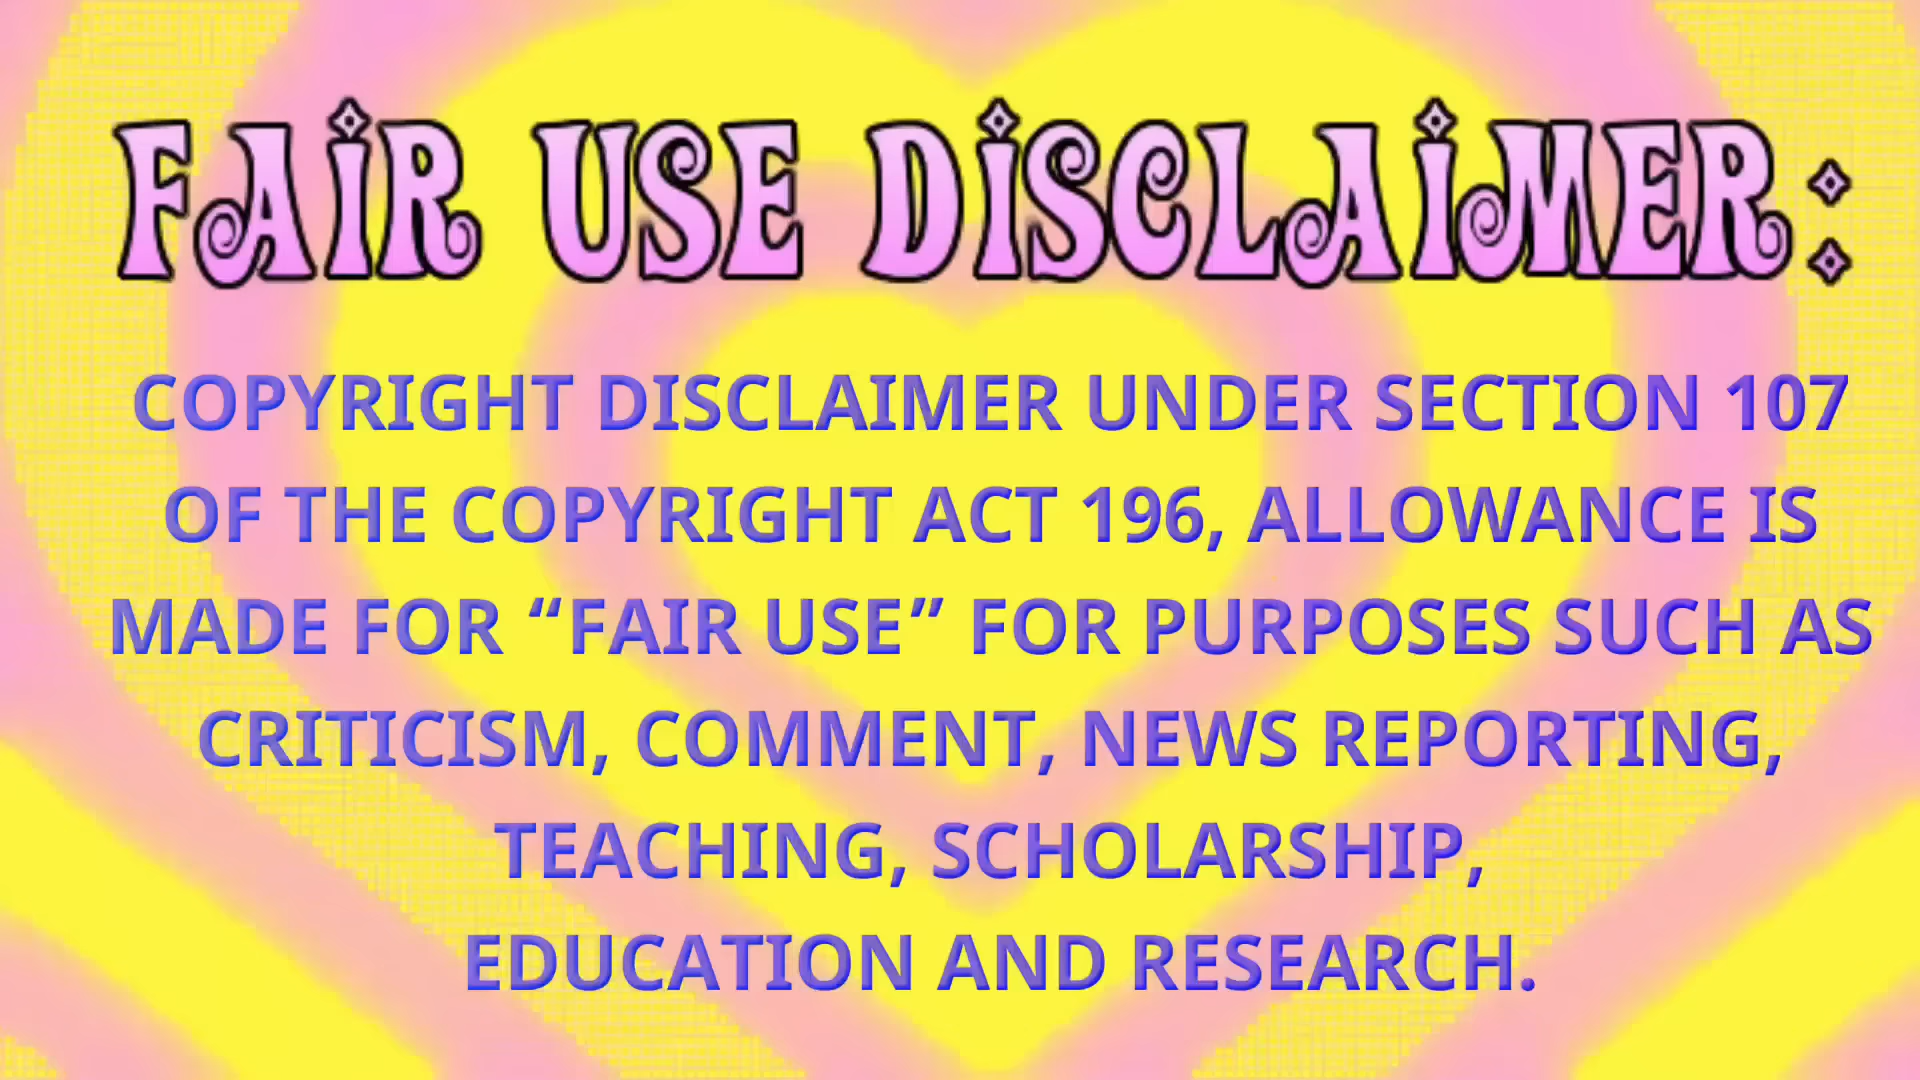 FAiR USE DiSCLAiMER:
COPYRIGHT DISCLAIMER UNDER SECTION 107
OF THE COPYRIGHT ACT 196, ALLOWANCE IS
MADE FOR “FAIR USE” FOR PURPOSES SUCH AS
CRITICISM, COMMENT, NEWS REPORTING,
TEACHING, SCHOLARSHIP,
EDUCATION AND RESEARCH.